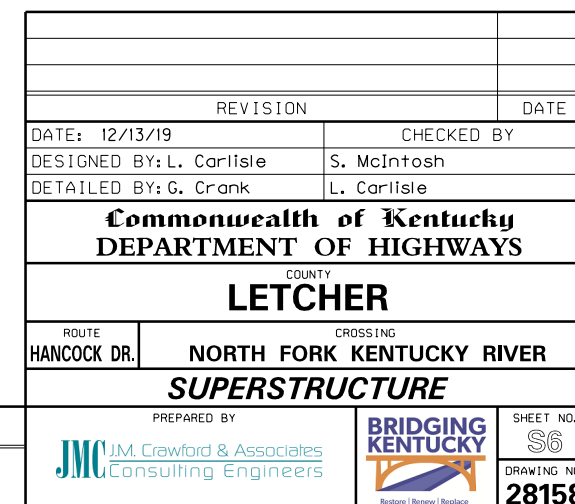 REVISION DATE
DATE: 12/13/19 CHECKED BY
DESIGNED BY: L. Carlisle S. McIntosh
DETAILED BY: G. Crank L. Carlisle
Commonwealth of Kentucky
DEPARTMENT OF HIGHWAYS
COUNTY
LETCHER
ROUTE CROSSING
HANCOCK DR. NORTH FORK KENTUCKY RIVER
SUPERSTRUCTURE
PREPARED BY
JMC J.M. Crawford & Associates
Consulting Engineers
BRIDGING
KENTUCKY
Restore | Renew | Replace
SHEET NO.
S6
DRAWING
28158